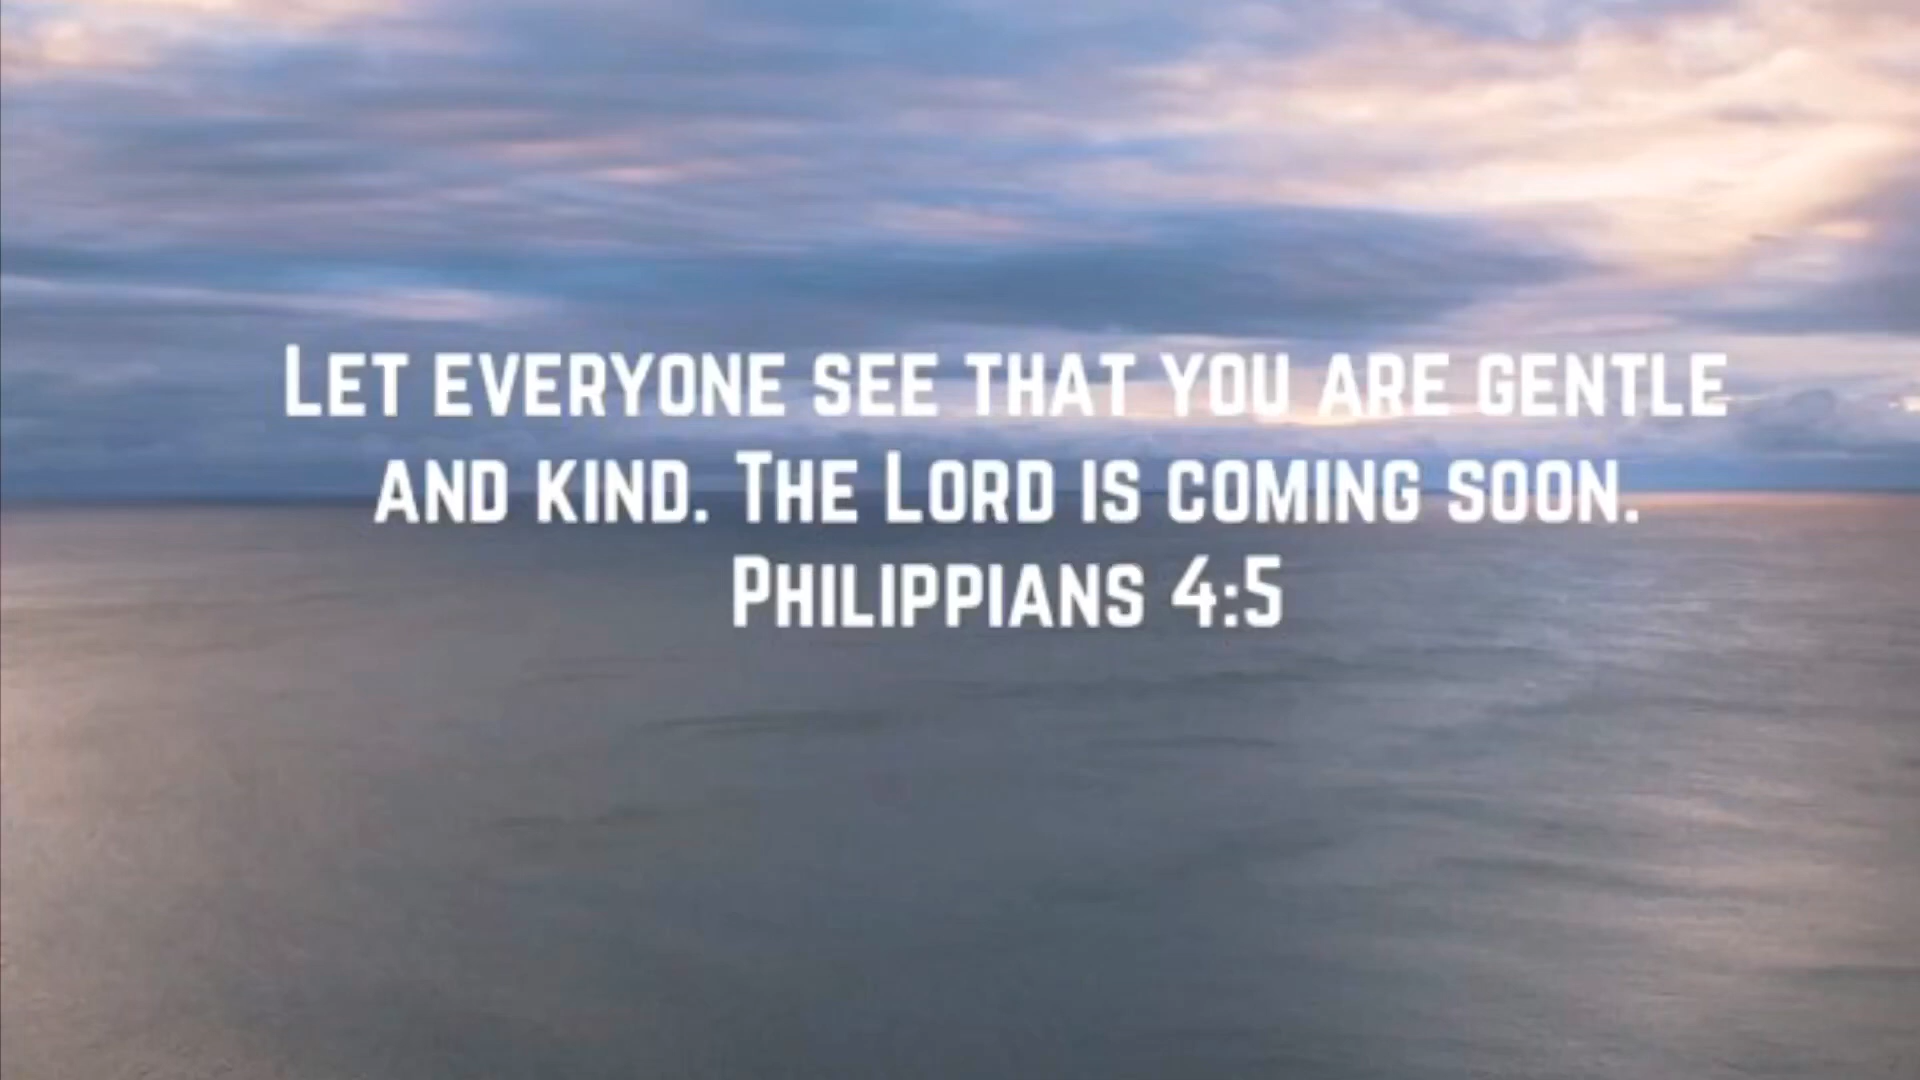 Let everyone see that you are gentle
and kind. The Lord is coming soon.
Philippians 4:5